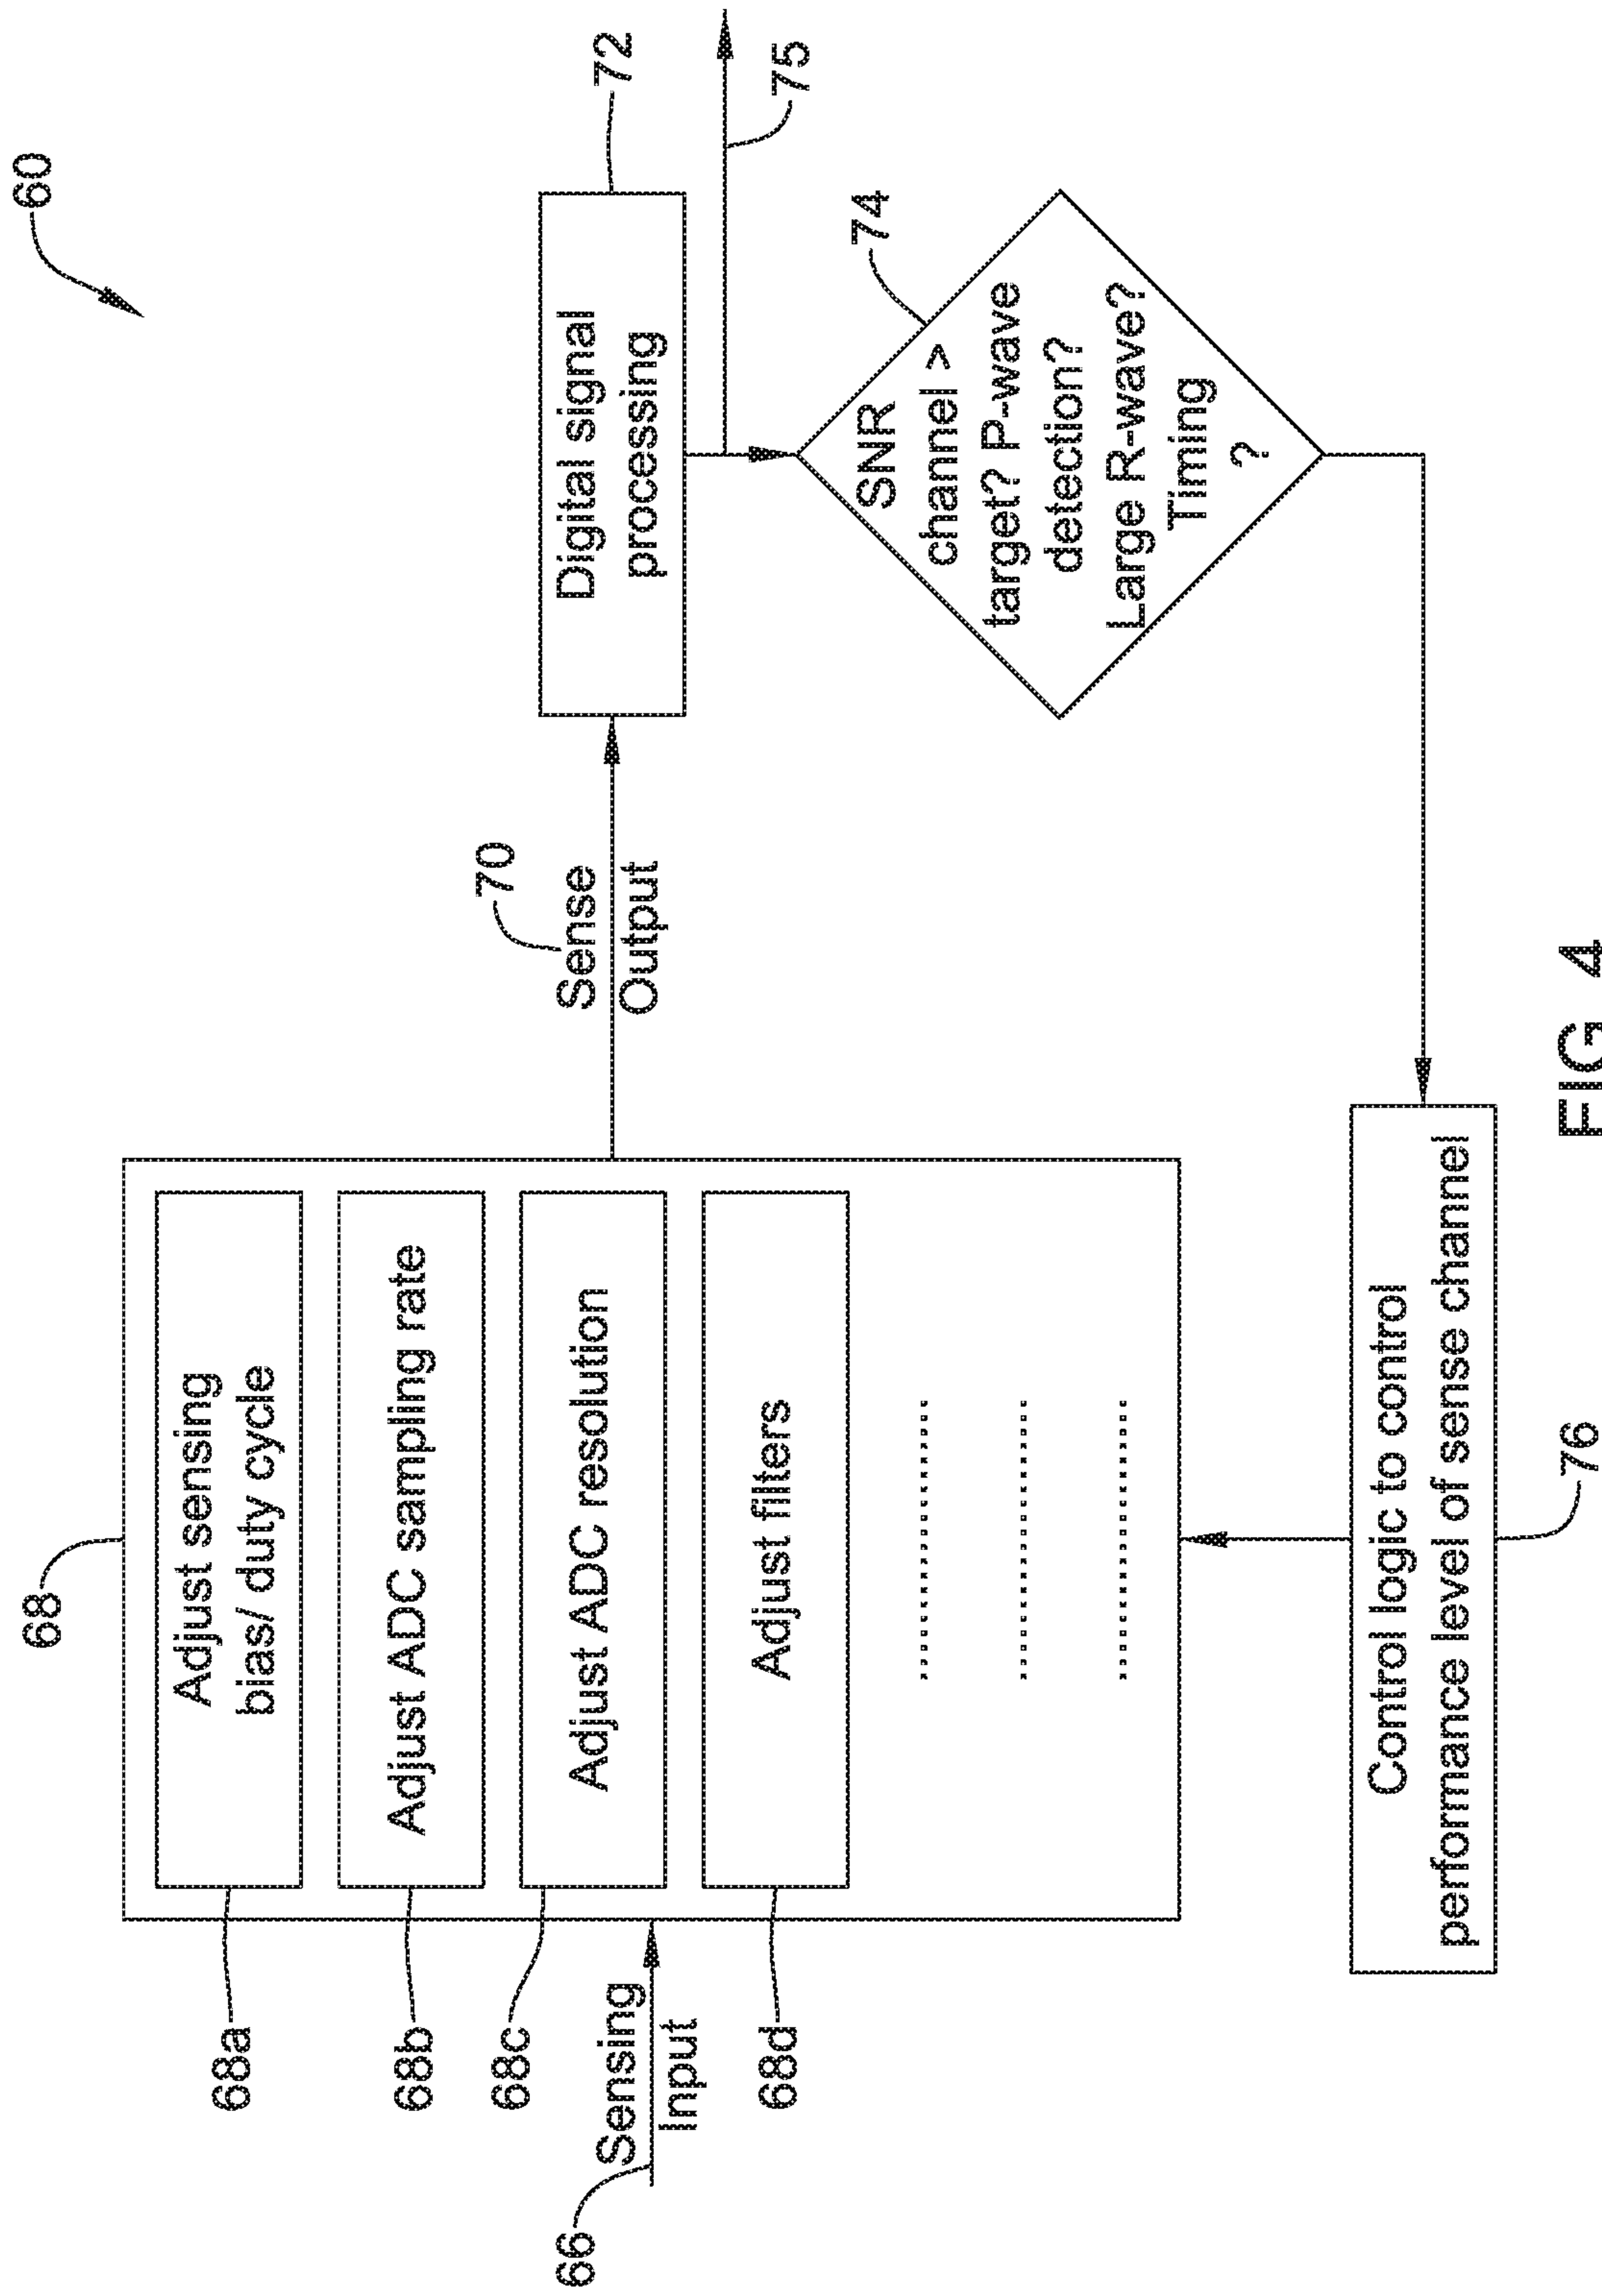 60
68
Adjust sensing
bias/ duty cycle
68a
Adjust ADC sampling rate
68b
Adjust ADC resolution
68c
Adjust filters
68d
66
Sensing
Input
70
Sense
Output
Digital signal
processing
72
75
74
SNR
channel >
target? P-wave
detection?
Large R-wave?
Timing
?
Control logic to control
performance level of sense channel
76
FIG 4